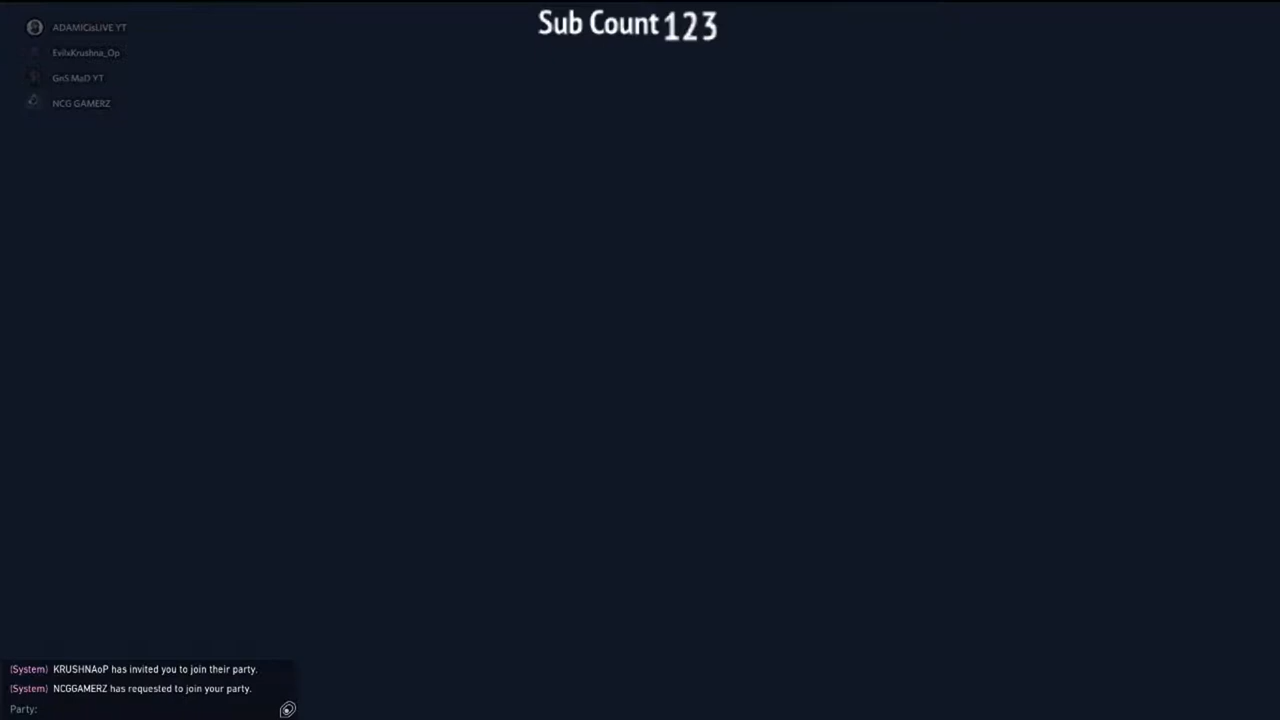 Sub Count 123
ADAMICisLIVE YT
EvilxKrushna_Op
GnS MaD YT
NCG GAMERZ
(System) KRUSHNAoP has invited you to join their party.
(System) NCGGAMERZ has requested to join your party.
Party: